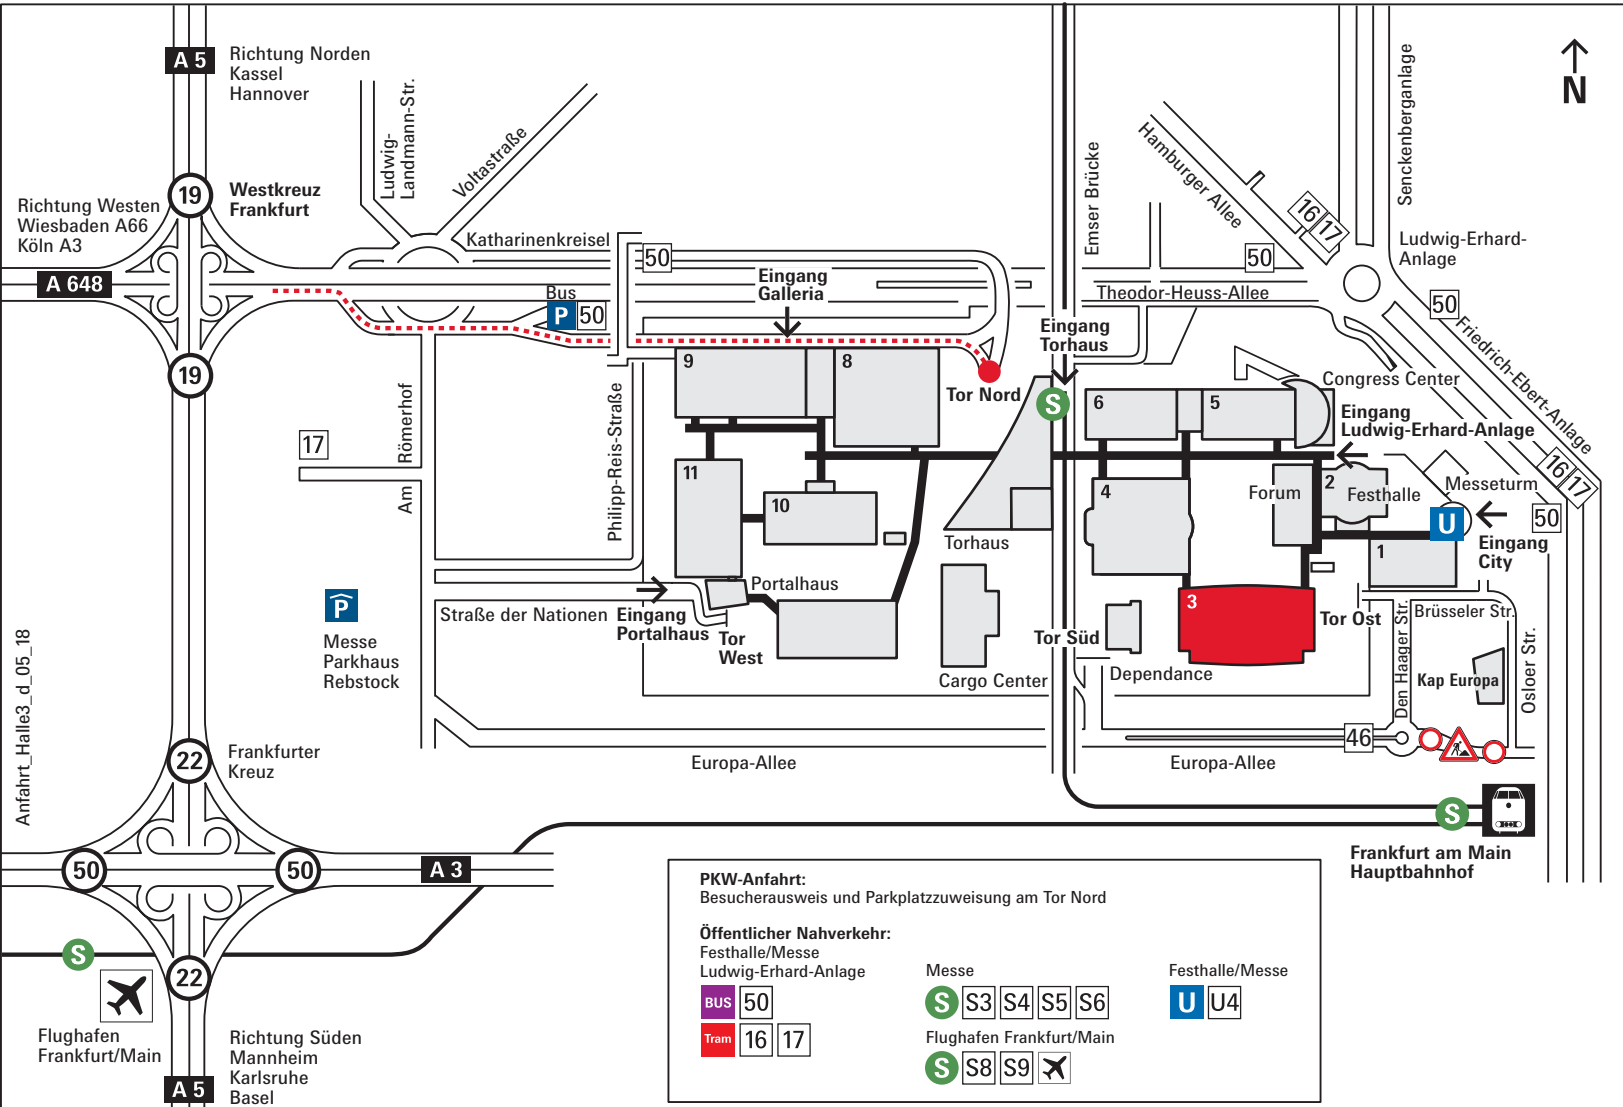 A 5
Richtung Norden
Kassel
Hannover
Ludwig-
Landmann-Str.
Voltastraße
Emser Brücke
Hamburger Allee
Senckenberganlage
N
19
Westkreuz
Frankfurt
Richtung Westen
Wiesbaden A66
Köln A3
A 648
Katharinenkreisel
50
16
17
50
Ludwig-Erhard-
Anlage
Eingang
Galleria
Bus
P
50
Theodor-Heuss-Allee
50
Friedrich-Ebert-Anlage
Eingang
Torhaus
19
9
8
Tor Nord
S
6
5
Congress Center
Eingang
Ludwig-Erhard-Anlage
17
Am Römerhof
Philipp-Reis-Straße
11
10
Torhaus
4
Forum
2
Festhalle
Messeturm
16
17
50
U
Eingang
City
1
P
Messe
Parkhaus
Rebstock
Straße der Nationen
Eingang
Portalhaus
Portalhaus
Tor
West
Cargo Center
Tor Süd
Dependance
3
Tor Ost
Den Haager Str.
Brüsseler Str.
Kap Europa
Osloer Str.
Anfahrt_Halle3_d_05_18
22
Frankfurter
Kreuz
Europa-Allee
Europa-Allee
46
S
Frankfurt am Main
Hauptbahnhof
50
50
A 3
S
22
Flughafen
Frankfurt/Main
Richtung Süden
Mannheim
Karlsruhe
Basel
A 5
PKW-Anfahrt:
Besucherausweis und Parkplatzzuweisung am Tor Nord
Öffentlicher Nahverkehr:
Festhalle/Messe
Ludwig-Erhard-Anlage
BUS 50
Tram 16 17
Messe
S S3 S4 S5 S6
Flughafen Frankfurt/Main
S S8 S9
Festhalle/Messe
U U4